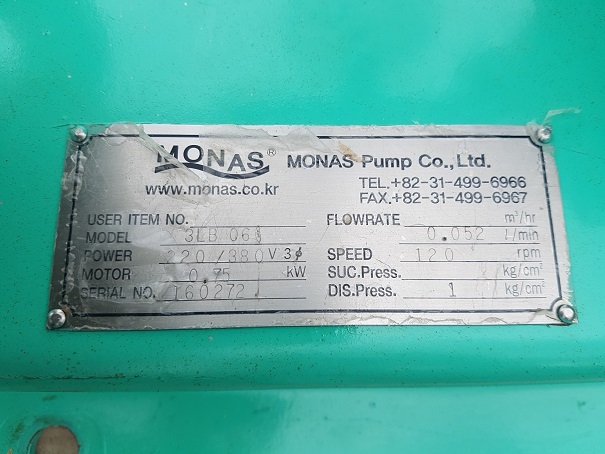 MONAS® MONAS Pump Co.,Ltd.
www.monas.co.kr
TEL.+82-31-499-6966
FAX.+82-31-499-6967
USER ITEM NO.
MODEL
POWER 220/380 V 3ø
MOTOR 0.75 kW
SERIAL NO. 160272
FLOWRATE m³/hr
0.052 l/min
SPEED 120 rpm
SUC.Press. kg/cm²
DIS.Press. 1 kg/cm²